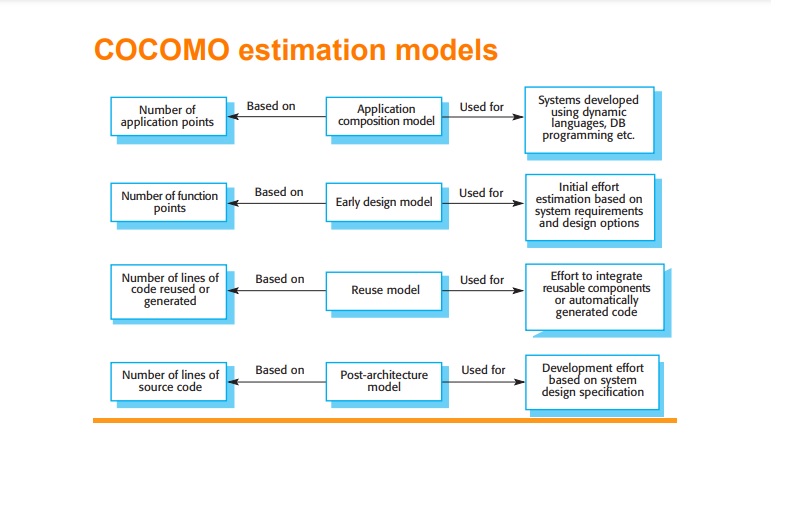 COCOMO estimation models
Number of
application points
Based on
Application
composition model
Used for
Systems developed
using dynamic
languages, DB
programming etc.
Number of function
points
Based on
Early design model
Used for
Initial effort
estimation based on
system requirements
and design options
Number of lines of
code reused or
generated
Based on
Reuse model
Used for
Effort to integrate
reusable components
or automatically
generated code
Number of lines of
source code
Based on
Post-architecture
model
Used for
Development effort
based on system
design specification